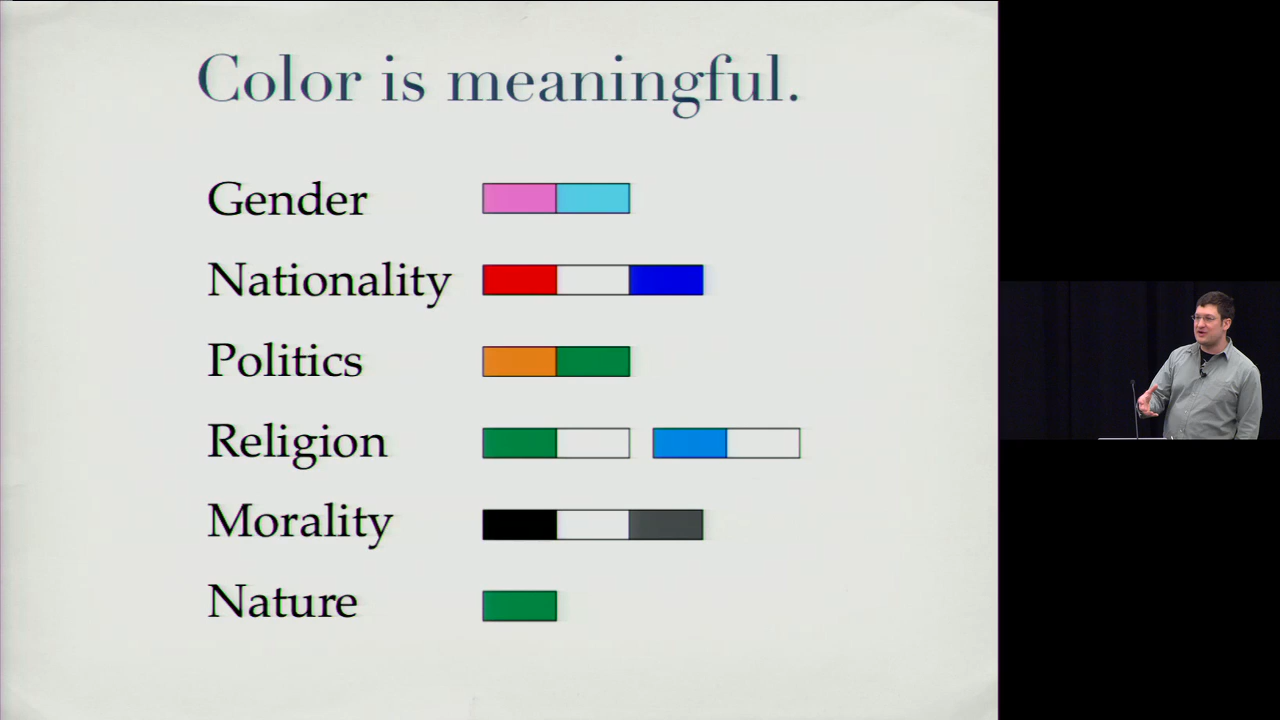 Color is meaningful.
Gender
Nationality
Politics
Religion
Morality
Nature